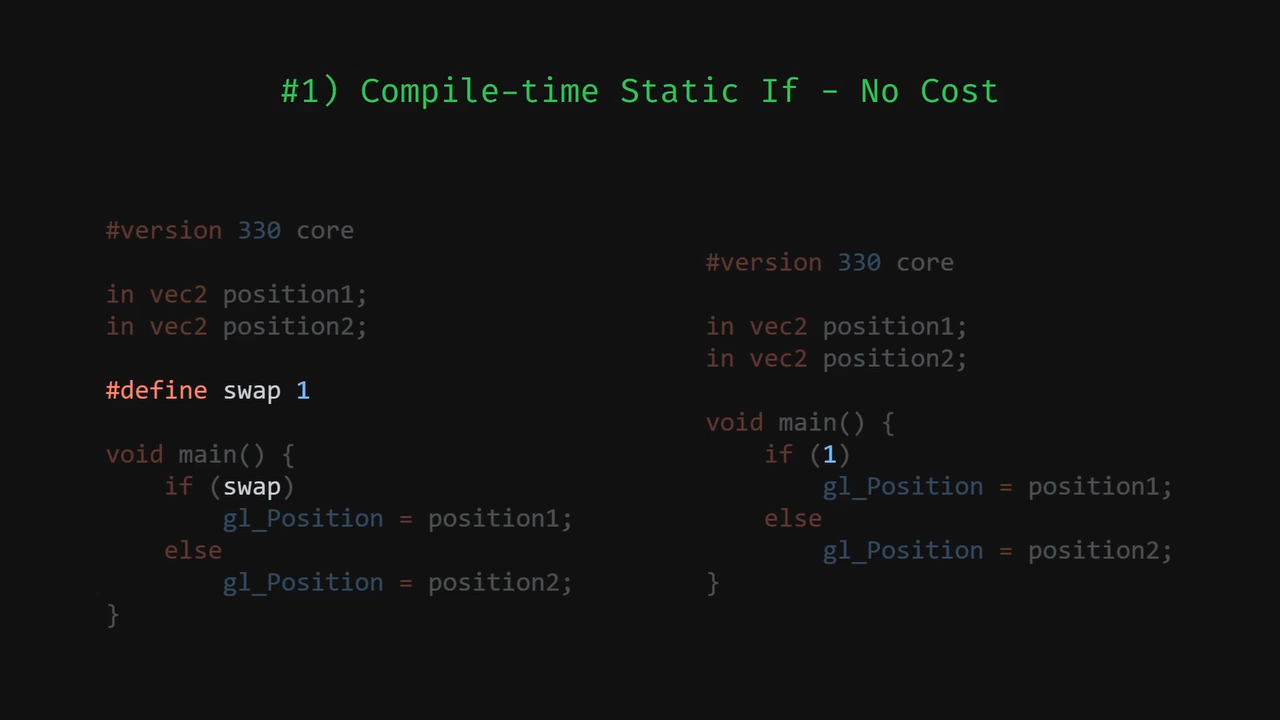 #1) Compile-time Static If - No Cost
#version 330 core
in vec2 position1;
in vec2 position2;
#define swap 1
void main() {
    if (swap)
        gl_Position = position1;
    else
        gl_Position = position2;
}
#version 330 core
in vec2 position1;
in vec2 position2;
void main() {
    if (1)
        gl_Position = position1;
    else
        gl_Position = position2;
}